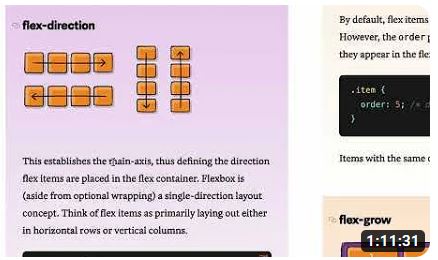 flex-direction
This establishes the main-axis, thus defining the direction
flex items are placed in the flex container. Flexbox is
(aside from optional wrapping) a single-direction layout
concept. Think of flex items as primarily laying out either
in horizontal rows or vertical columns.
By default, flex items
However, the order
they appear in the fle
.item {
order: 5; /*
}
Items with the same
flex-grow
1:11:31